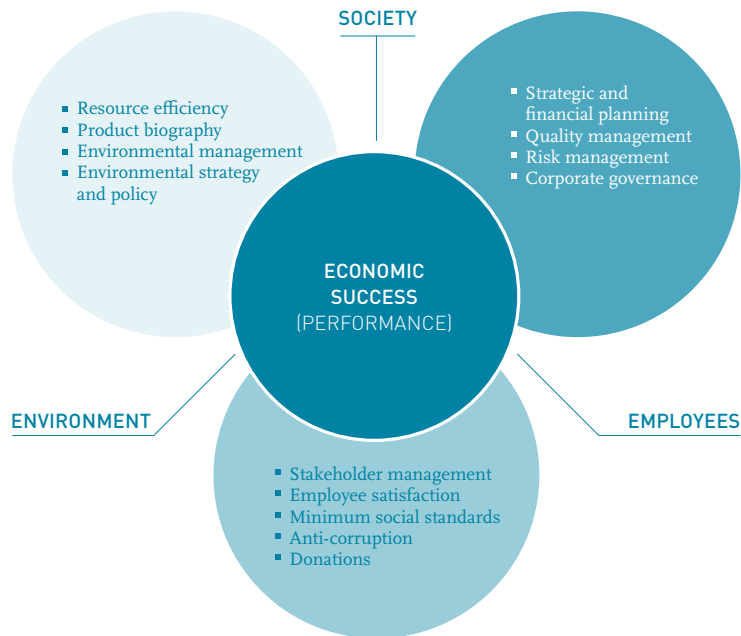 SOCIETY
Resource efficiency
Product biography
Environmental management
Environmental strategy
and policy
Strategic and
financial planning
Quality management
Risk management
Corporate governance
ECONOMIC
SUCCESS
(PERFORMANCE)
ENVIRONMENT
EMPLOYEES
Stakeholder management
Employee satisfaction
Minimum social standards
Anti-corruption
Donations